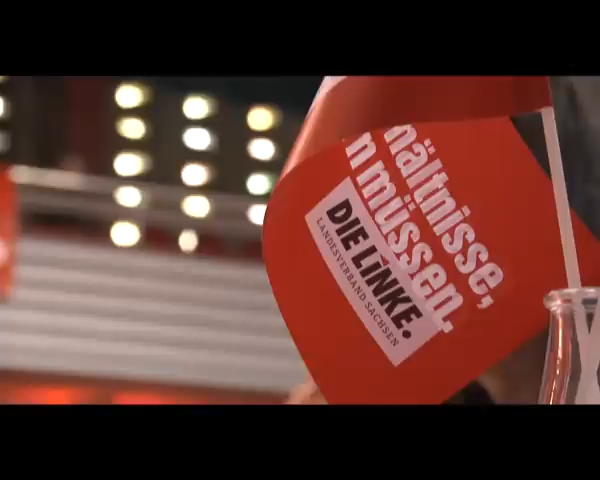 hältnisse,
n müssen.
DIE LiNKE.
LANDESVERBAND SACHSEN